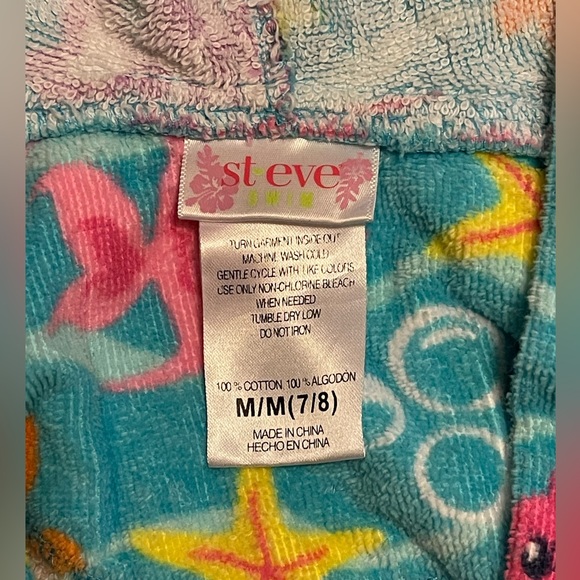 st·eve
SWIM
TURN GARMENT INSIDE OUT
MACHINE WASH COLD
GENTLE CYCLE WITH LIKE COLORS
USE ONLY NON-CHLORINE BLEACH
WHEN NEEDED
TUMBLE DRY LOW
DO NOT IRON
100 % COTTON 100 % ALGODÓN
M/M(7/8)
MADE IN CHINA
HECHO EN CHINA